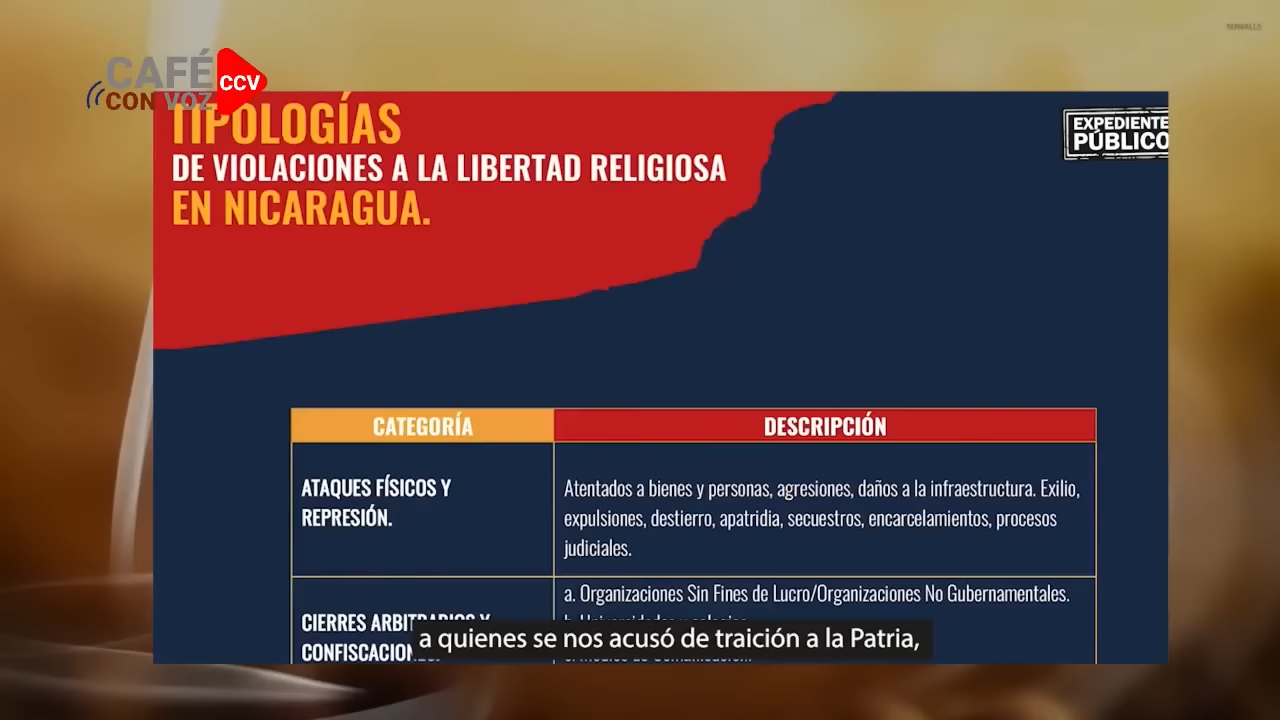 CAFÉ
CON VOZ
CCV
TIPOLOGÍAS
DE VIOLACIONES A LA LIBERTAD RELIGIOSA
EN NICARAGUA.
EXPEDIENTE
PÚBLICO
CATEGORÍA
DESCRIPCIÓN
ATAQUES FÍSICOS Y
REPRESIÓN.
Atentados a bienes y personas, agresiones, daños a la infraestructura. Exilio,
expulsiones, destierro, apatridia, secuestros, encarcelamientos, procesos
judiciales.
CIERRES ARBITRARIOS Y
CONFISCACIONES.
a. Organizaciones Sin Fines de Lucro/Organizaciones No Gubernamentales.
a quienes se nos acusó de traición a la Patria,